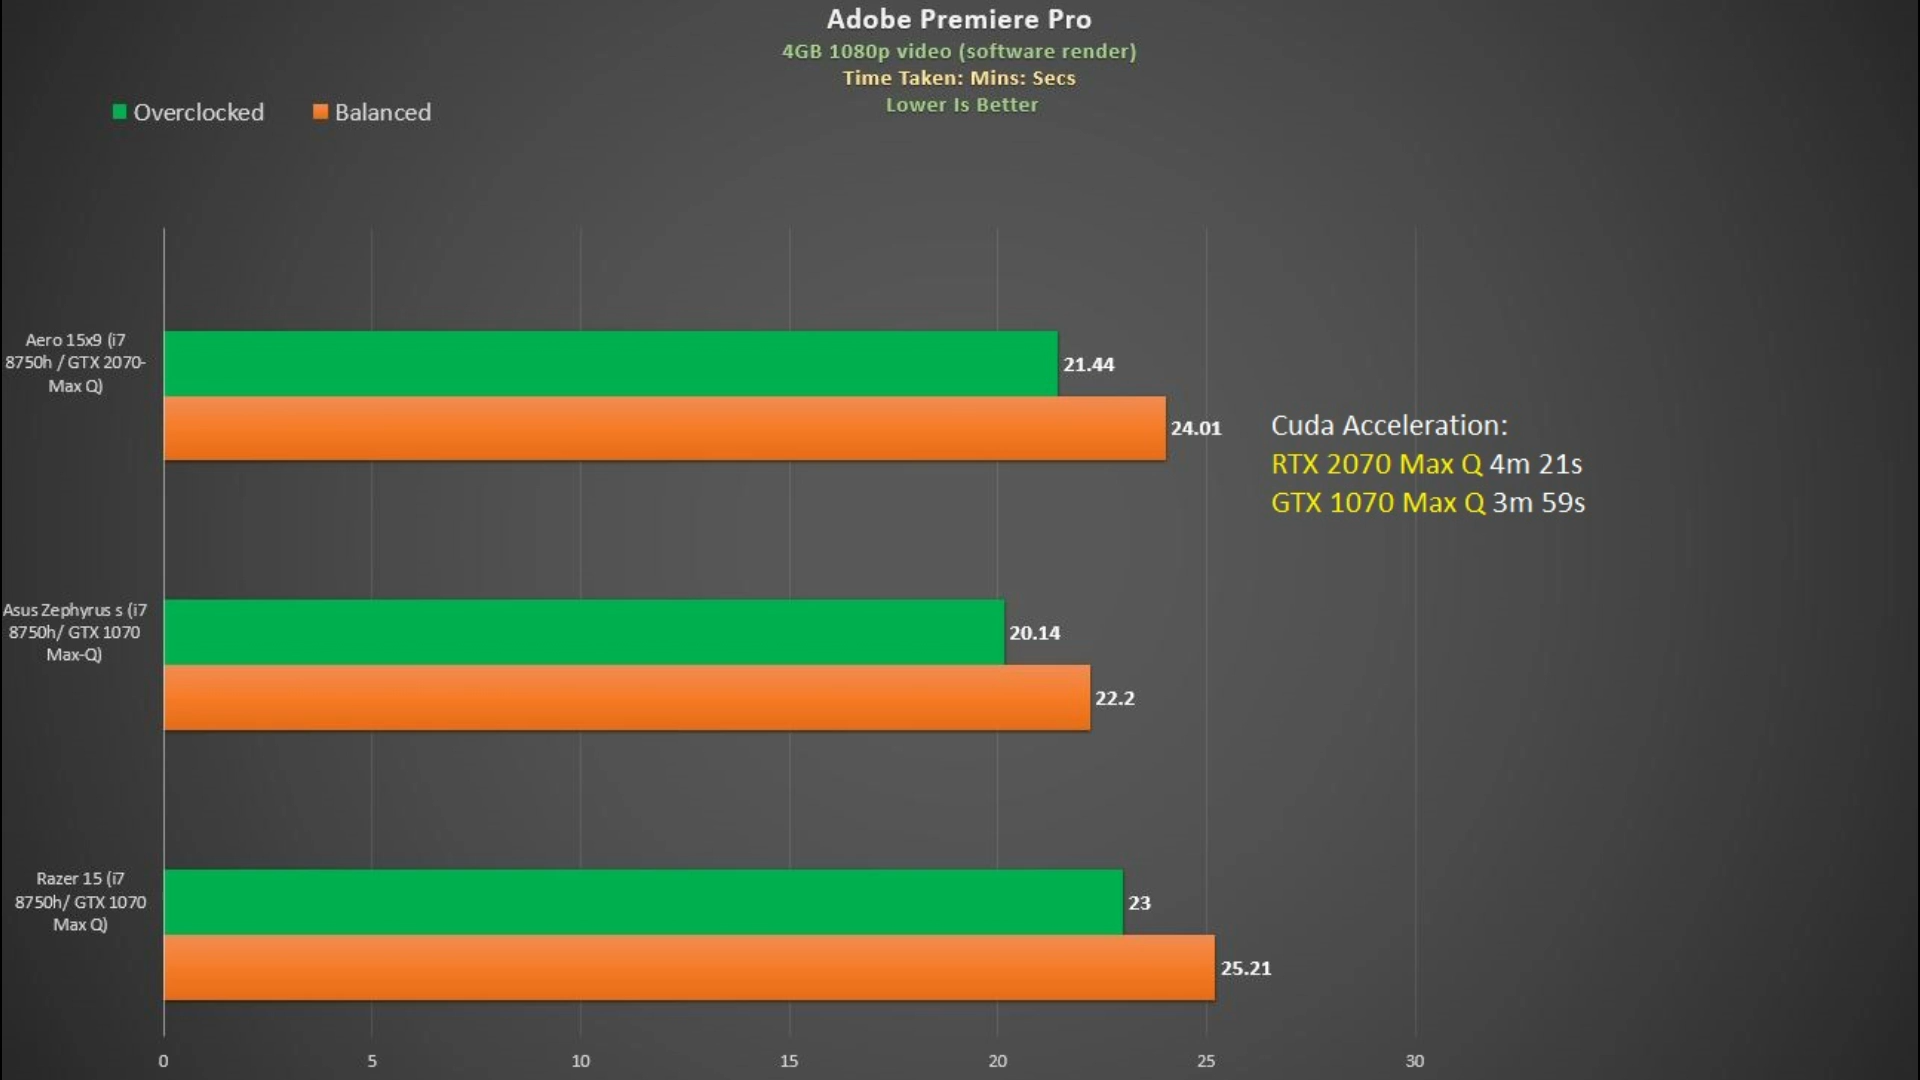 Adobe Premiere Pro
4GB 1080p video (software render)
Time Taken: Mins: Secs
Lower Is Better
Overclocked
Balanced
Aero 15x9 (i7
8750h / GTX 2070-
Max Q)
21.44
24.01
Cuda Acceleration:
RTX 2070 Max Q 4m 21s
GTX 1070 Max Q 3m 59s
Asus Zephyrus s (i7
8750h/ GTX 1070
Max-Q)
20.14
22.2
Razer 15 (i7
8750h/ GTX 1070
Max Q)
23
25.21
0 5 10 15 20 25 30